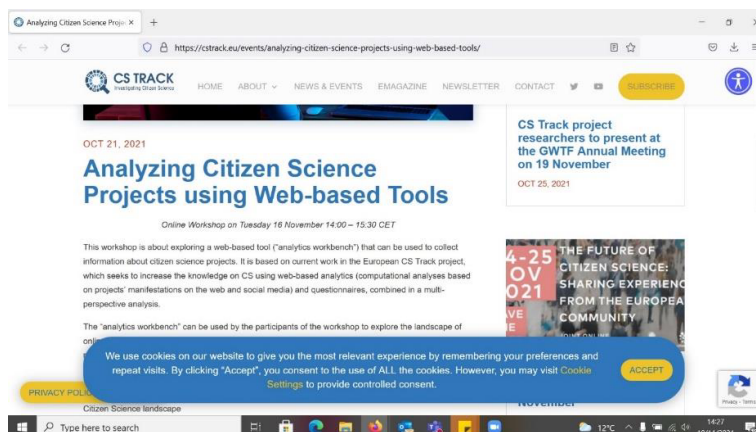 Analyzing Citizen Science Proje
https://cstrack.eu/events/analyzing-citizen-science-projects-using-web-based-tools/
CS TRACK
Investigating Citizen Science
HOME ABOUT NEWS & EVENTS EMAGAZINE NEWSLETTER CONTACT SUBSCRIBE
OCT 21, 2021
Analyzing Citizen Science
Projects using Web-based Tools
Online Workshop on Tuesday 16 November 14:00 – 15:30 CET
This workshop is about exploring a web-based tool ("analytics workbench") that can be used to collect
information about citizen science projects. It is based on current work in the European CS Track project,
which seeks to increase the knowledge on CS using web-based analytics (computational analyses based
on projects' manifestations on the web and social media) and questionnaires, combined in a multi-
perspective analysis.
The "analytics workbench" can be used by the participants of the workshop to explore the landscape of
Citizen Science landscape
CS Track project
researchers to present at
the GWTF Annual Meeting
on 19 November
OCT 25, 2021
4-25
OV
021
THE FUTURE OF
CITIZEN SCIENCE:
SHARING EXPERIENC
FROM THE EUROPEA
COMMUNITY
November
We use cookies on our website to give you the most relevant experience by remembering your preferences and
repeat visits. By clicking "Accept", you consent to the use of ALL the cookies. However, you may visit Cookie
Settings to provide controlled consent.
ACCEPT
PRIVACY POLIC
Privacy - Terms
Type here to search
12°C
14:27